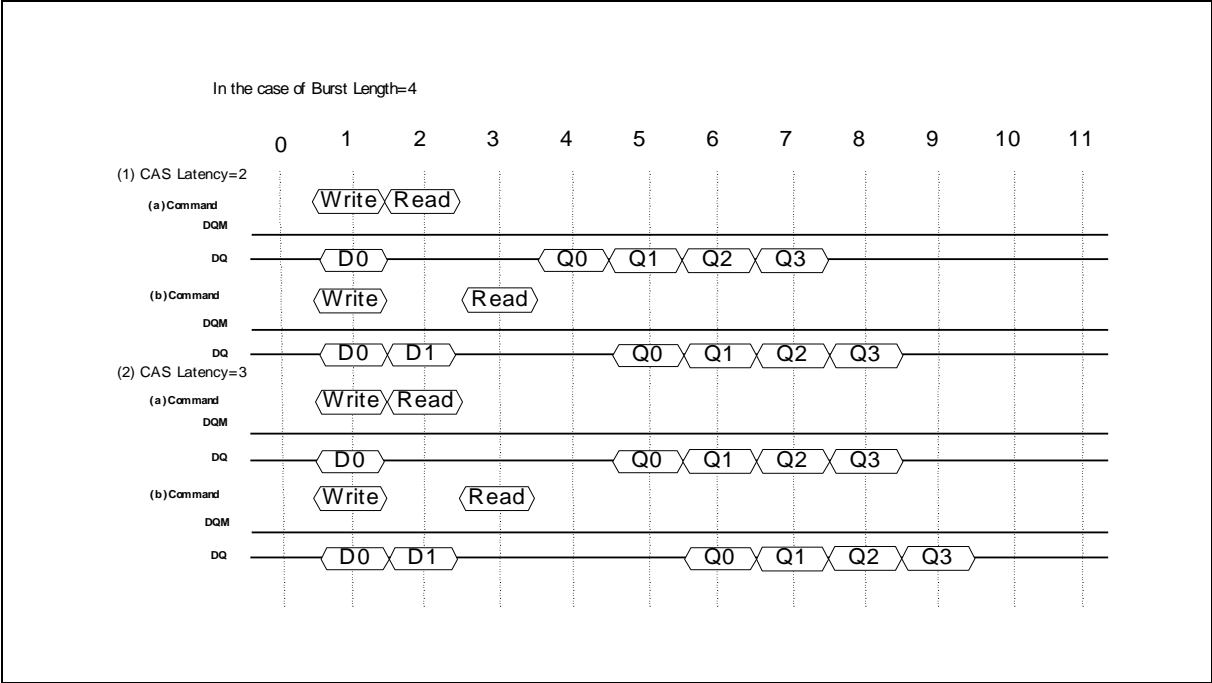 In the case of Burst Length=4
0 1 2 3 4 5 6 7 8 9 10 11
(1) CAS Latency=2
(a)Command Write Read
DQM
DQ D0 Q0 Q1 Q2 Q3
(b)Command Write Read
DQM
DQ D0 D1 Q0 Q1 Q2 Q3
(2) CAS Latency=3
(a)Command Write Read
DQM
DQ D0 Q0 Q1 Q2 Q3
(b)Command Write Read
DQM
DQ D0 D1 Q0 Q1 Q2 Q3